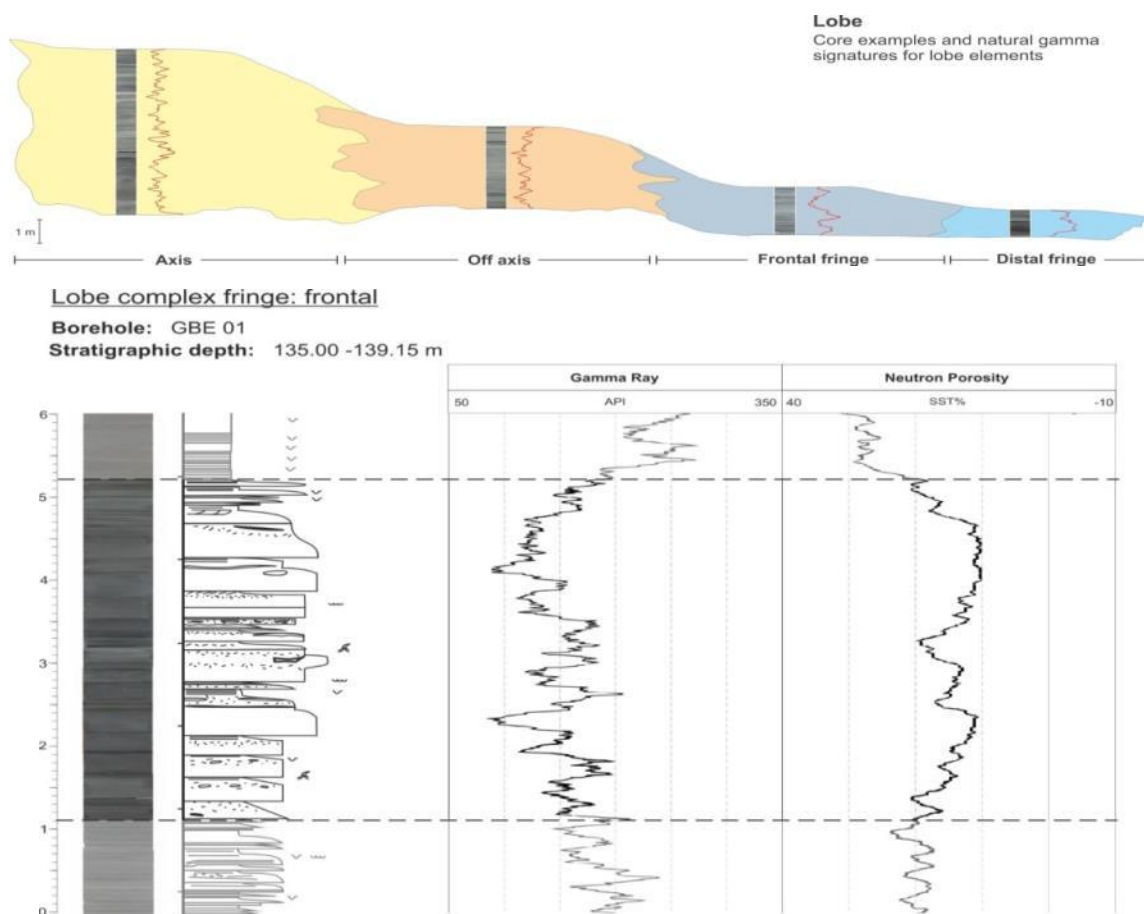 Lobe
Core examples and natural gamma
signatures for lobe elements
1 m
Axis
Off axis
Frontal fringe
Distal fringe
Lobe complex fringe: frontal
Borehole: GBE 01
Stratigraphic depth: 135.00 -139.15 m
Gamma Ray
Neutron Porosity
50 API 350
40 SST% -10
6
5
4
3
2
1
0